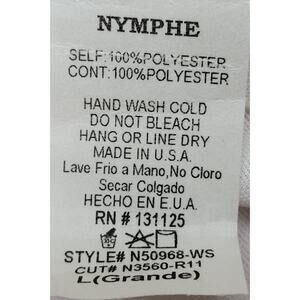 NYMPHE
SELF:100%POLYESTER
CONT:100%POLYESTER
HAND WASH COLD
DO NOT BLEACH
HANG OR LINE DRY
MADE IN U.S.A.
Lave Frio a Mano,No Cloro
Secar Colgado
HECHO EN E.U.A.
RN # 131125
STYLE# N50968-WS
CUT# N3560-R11
L(Grande)